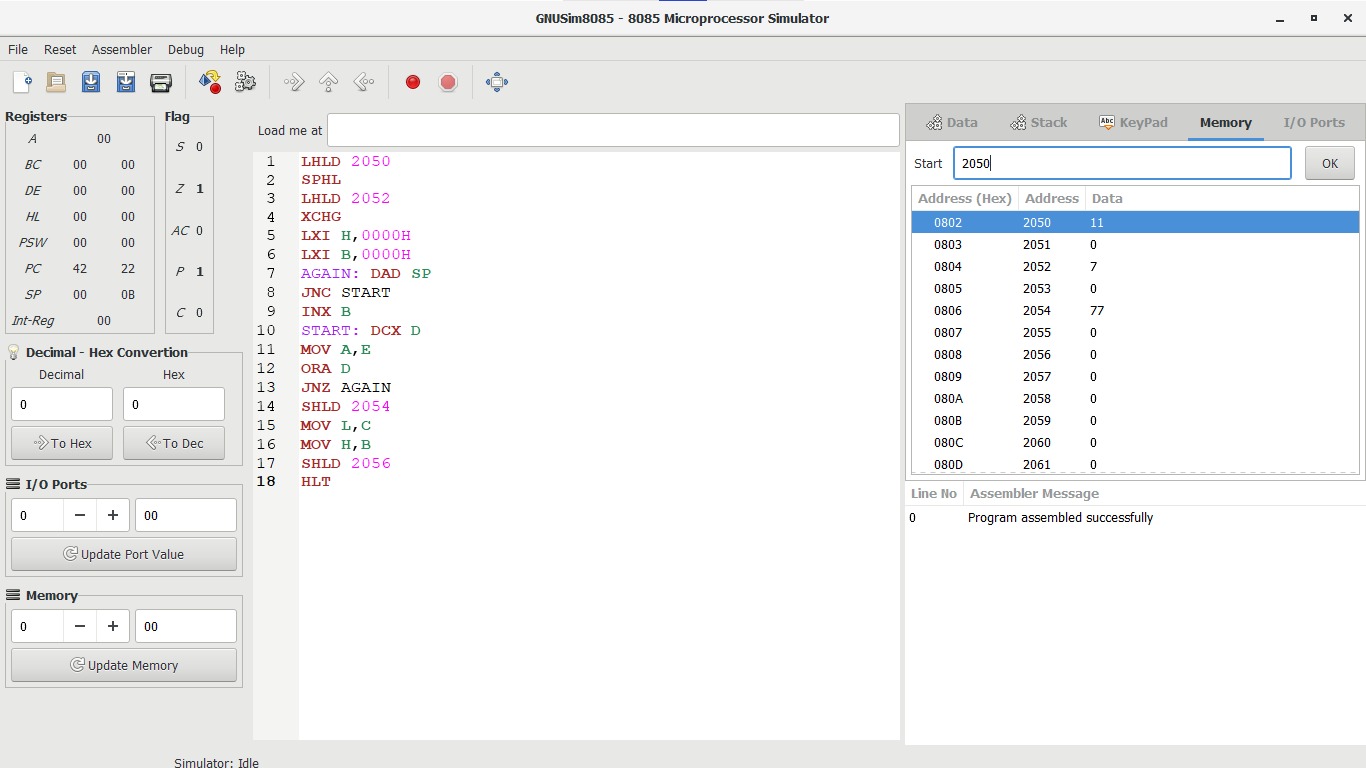 GNUSim8085 - 8085 Microprocessor Simulator
File Reset Assembler Debug Help
Registers
A 00
BC 00 00
DE 00 00
HL 00 00
PSW 00 00
PC 42 22
SP 00 0B
Int-Reg 00
Flag
S 0
Z 1
AC 0
P 1
C 0
Decimal - Hex Convertion
Decimal Hex
0 0
To Hex To Dec
I/O Ports
0 − + 00
Update Port Value
Memory
0 − + 00
Update Memory
Load me at
1 LHLD 2050
2 SPHL
3 LHLD 2052
4 XCHG
5 LXI H,0000H
6 LXI B,0000H
7 AGAIN: DAD SP
8 JNC START
9 INX B
10 START: DCX D
11 MOV A,E
12 ORA D
13 JNZ AGAIN
14 SHLD 2054
15 MOV L,C
16 MOV H,B
17 SHLD 2056
18 HLT
Data Stack Abc KeyPad Memory I/O Ports
Start 2050 OK
Address (Hex) Address Data
0802 2050 11
0803 2051 0
0804 2052 7
0805 2053 0
0806 2054 77
0807 2055 0
0808 2056 0
0809 2057 0
080A 2058 0
080B 2059 0
080C 2060 0
080D 2061 0
Line No Assembler Message
0 Program assembled successfully
Simulator: Idle